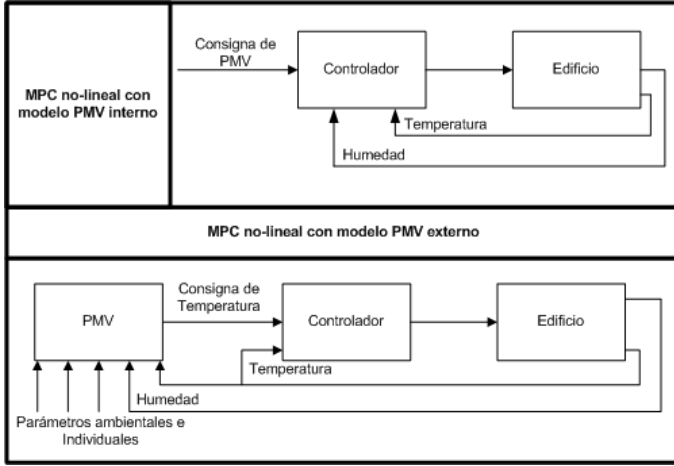 MPC no-lineal con
modelo PMV interno
Consigna de
PMV
Controlador
Edificio
Temperatura
Humedad
MPC no-lineal con modelo PMV externo
PMV
Consigna de
Temperatura
Controlador
Edificio
Temperatura
Humedad
Parámetros ambientales e
Individuales